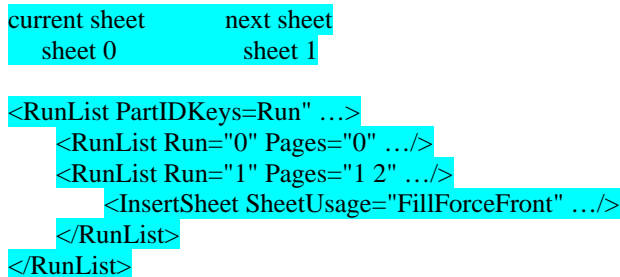 current sheet next sheet
sheet 0 sheet 1
<RunList PartIDKeys=Run" …>
<RunList Run="0" Pages="0" …/>
<RunList Run="1" Pages="1 2" …/>
<InsertSheet SheetUsage="FillForceFront" …/>
</RunList>
</RunList>